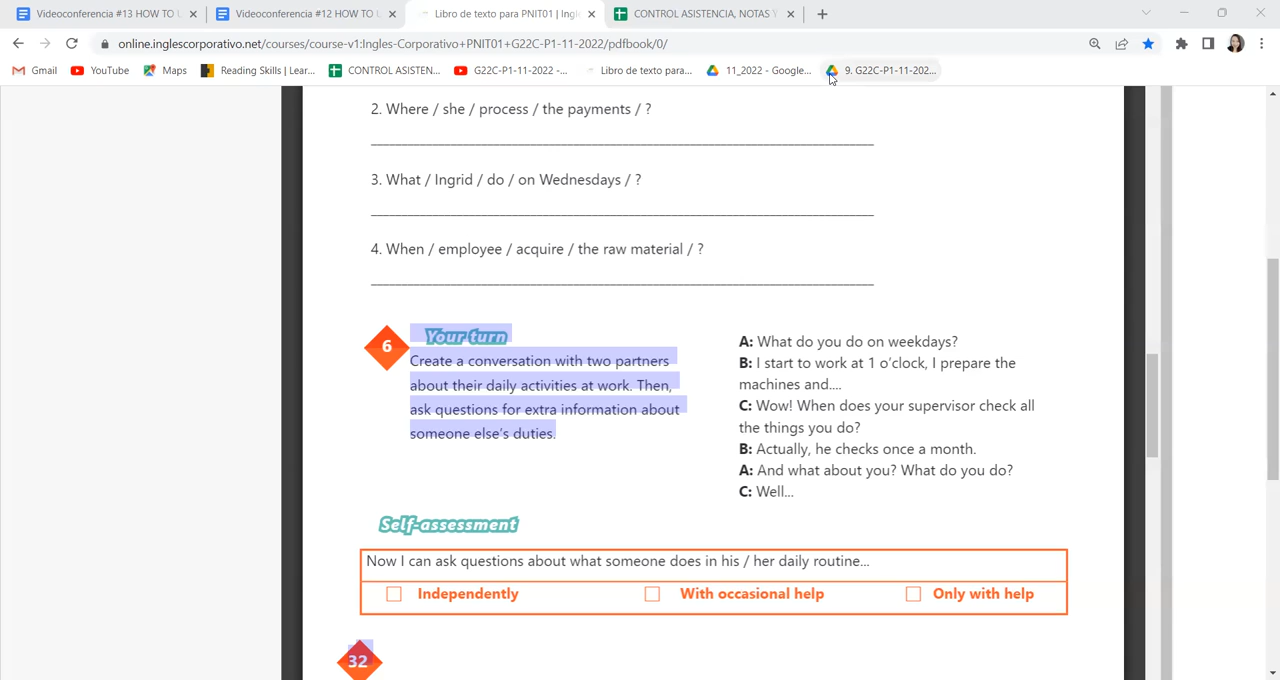 Videoconferencia #13 HOW TO U
Videoconferencia #12 HOW TO U
Libro de texto para PNIT01 | Ingl
CONTROL ASISTENCIA, NOTAS Y
online.inglescorporativo.net/courses/course-v1:Ingles-Corporativo+PNIT01+G22C-P1-11-2022/pdfbook/0/
Gmail
YouTube
Maps
Reading Skills | Lear...
CONTROL ASISTEN...
G22C-P1-11-2022 -...
Libro de texto para...
11_2022 - Google...
9. G22C-P1-11-202...
2. Where / she / process / the payments / ?
3. What / Ingrid / do / on Wednesdays / ?
4. When / employee / acquire / the raw material / ?
6
Your turn
Create a conversation with two partners
about their daily activities at work. Then,
ask questions for extra information about
someone else's duties.
A: What do you do on weekdays?
B: I start to work at 1 o'clock, I prepare the
machines and....
C: Wow! When does your supervisor check all
the things you do?
B: Actually, he checks once a month.
A: And what about you? What do you do?
C: Well...
Self-assessment
Now I can ask questions about what someone does in his / her daily routine...
Independently
With occasional help
Only with help
32